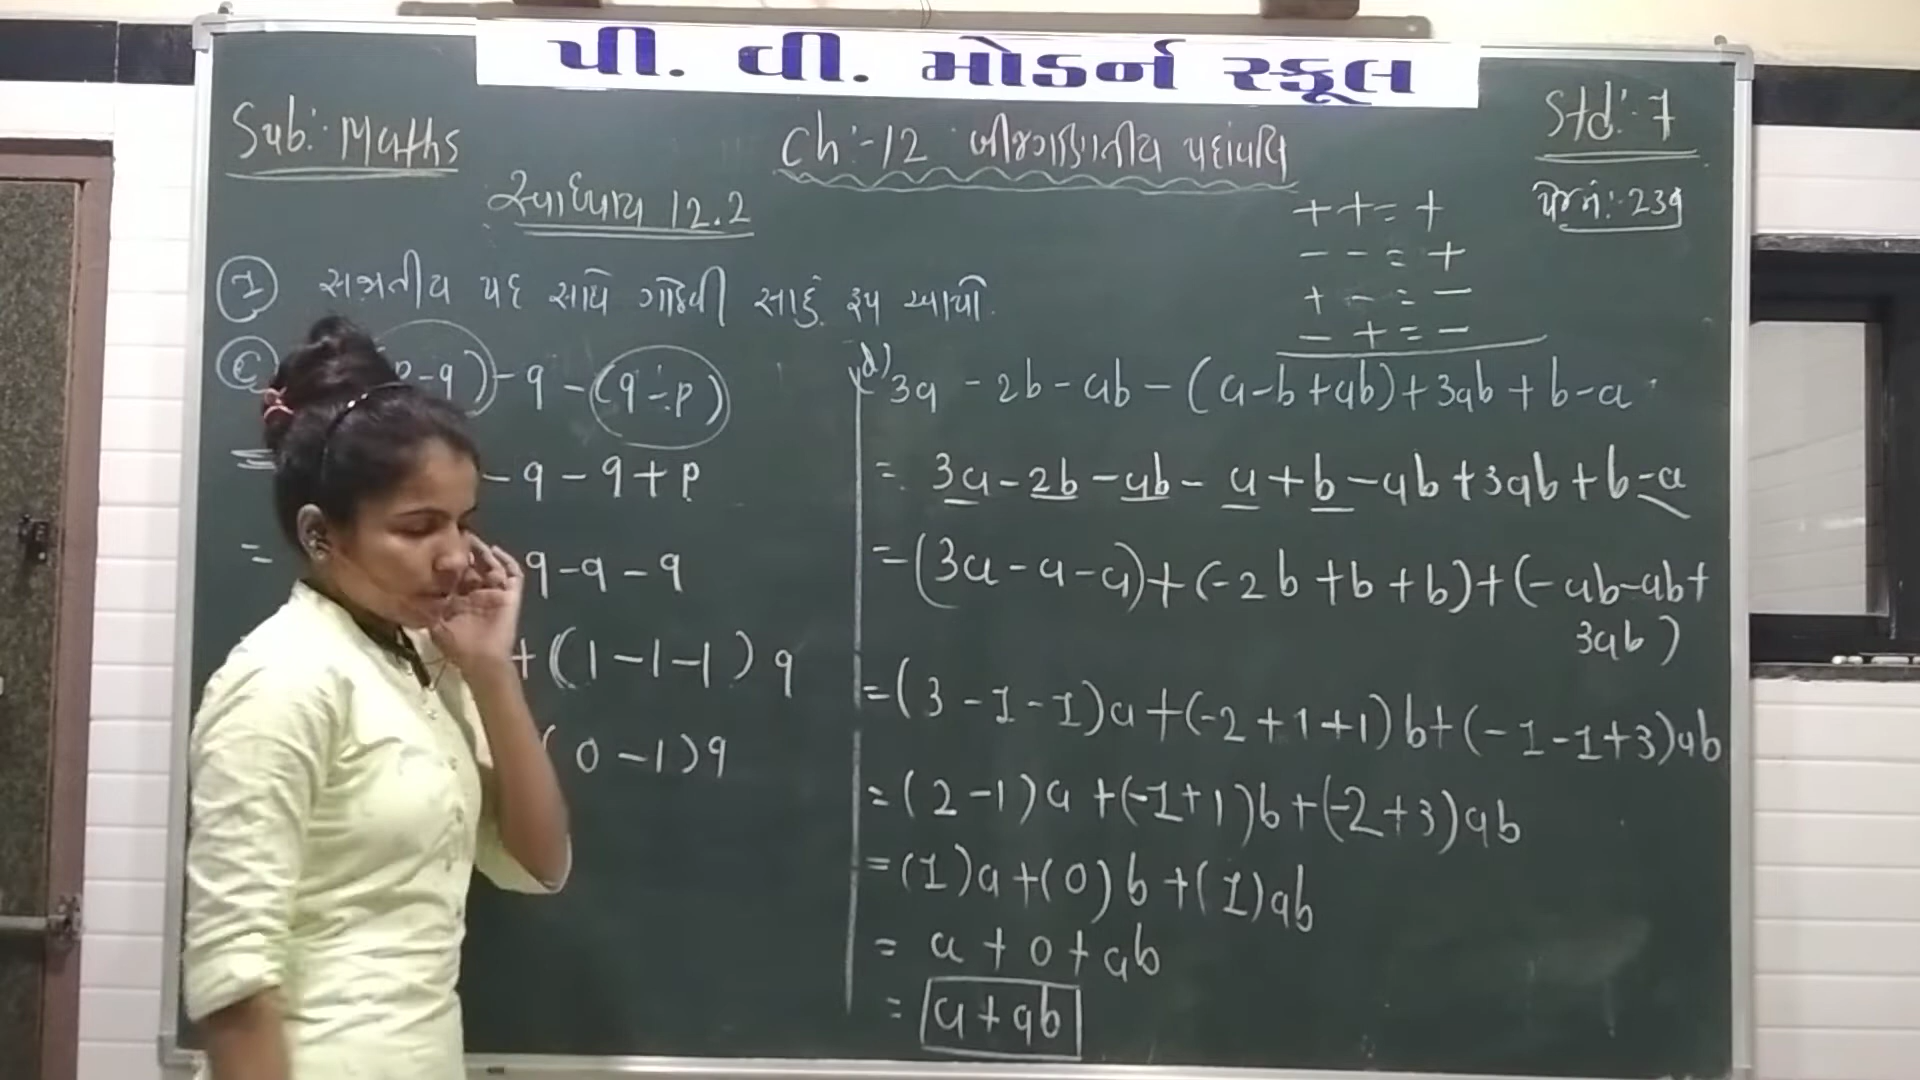 પી. વી. મોડર્ન સ્કૂલ
Sub:- Maths
Ch:-12 બીજગાણિતીય પદાવલિ
Std:-7
પેજ નં:- 239
સ્વાધ્યાય 12.2
+ + = +
- - = +
+ - = -
- + = -
① સજાતીય પદ સાથે ગોઠવી સાદું રૂપ આપો.
p-q)-q-(q-p)
-q-q+p
=
= q-q-q
+(1-1-1)q
(0-1)q
d) 3a - 2b - ab - (a-b+ab)+3ab+b-a
= 3a-2b-ab-a+b-ab+3ab+b-a
=(3a-a-a)+(-2b+b+b)+(-ab-ab+
3ab)
=(3-1-1)a+(-2+1+1)b+(-1-1+3)ab
=(2-1)a+(-1+1)b+(-2+3)ab
=(1)a+(0)b+(1)ab
= a+0+ab
= a+ab